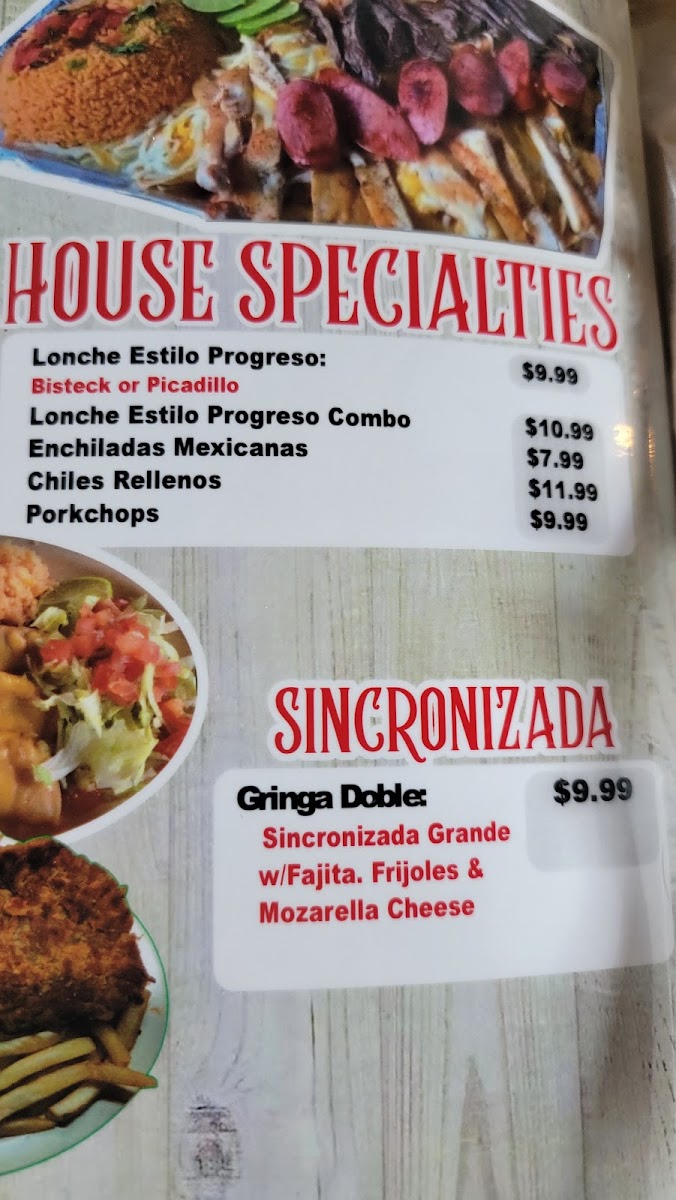 HOUSE SPECIALTIES
Lonche Estilo Progreso: $9.99
Bisteck or Picadillo
Lonche Estilo Progreso Combo $10.99
Enchiladas Mexicanas $7.99
Chiles Rellenos $11.99
Porkchops $9.99
SINCRONIZADA
Gringa Doble: $9.99
Sincronizada Grande
w/Fajita. Frijoles &
Mozarella Cheese